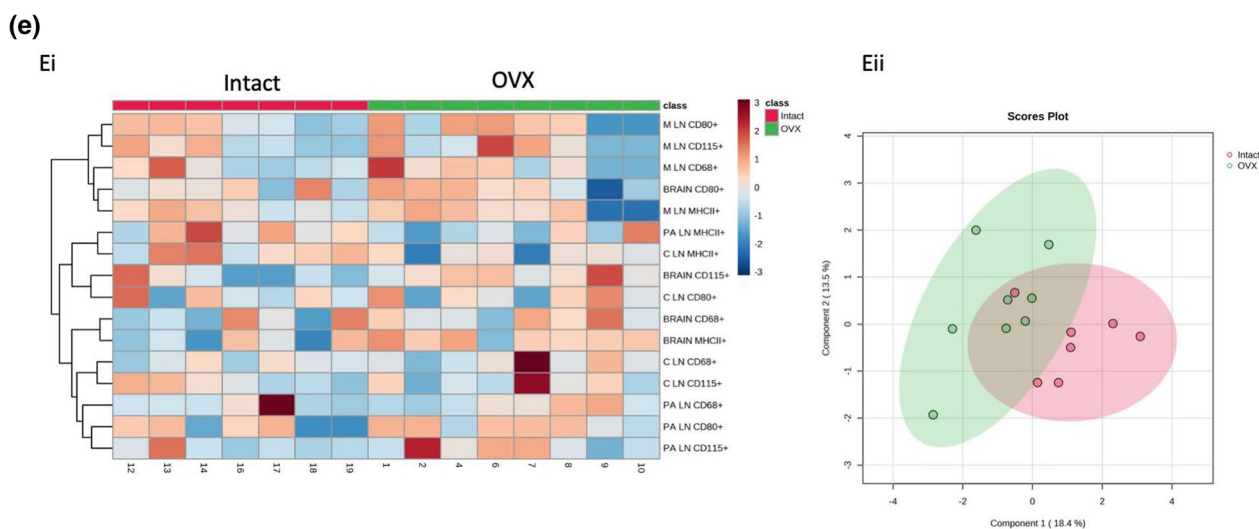 (e)
Ei
Intact
OVX
class
M LN CD80+
M LN CD115+
M LN CD68+
BRAIN CD80+
M LN MHCII+
PA LN MHCII+
C LN MHCII+
BRAIN CD115+
C LN CD80+
BRAIN CD68+
BRAIN MHCII+
C LN CD68+
C LN CD115+
PA LN CD68+
PA LN CD80+
PA LN CD115+
12 13 14 16 17 18 19 1 2 4 6 7 8 9 10
3
2
1
0
-1
-2
-3
class
Intact
OVX
Eii
Scores Plot
Component 2 ( 13.5 %)
4
3
2
1
0
-1
-2
-3
-4 -2 0 2 4
Component 1 ( 18.4 %)
Intact
OVX